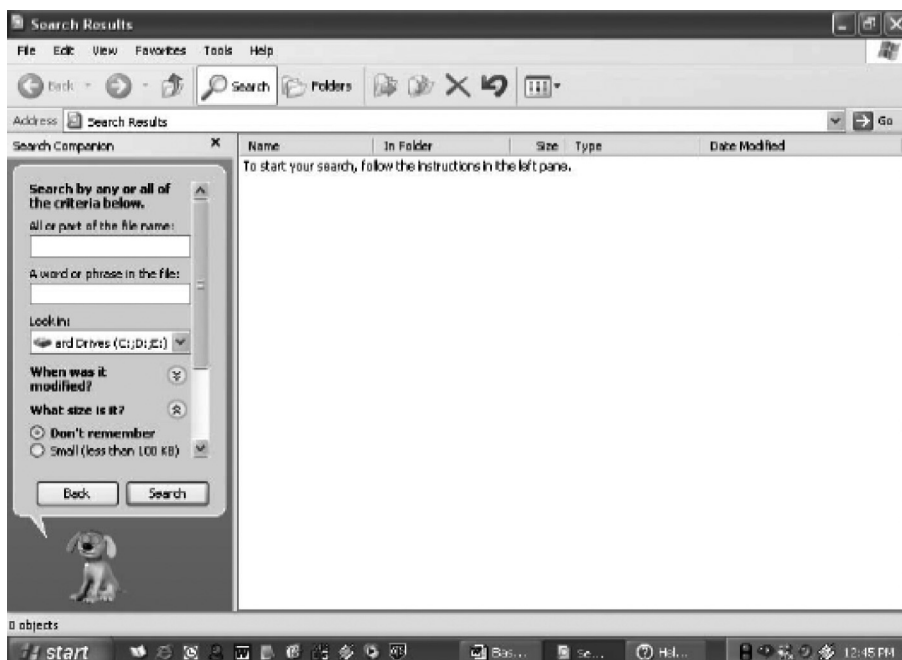 Search Results
File Edit View Favorites Tools Help
Back Search Folders
Address Search Results Go
Search Companion
Name In Folder Size Type Date Modified
To start your search, follow the instructions in the left pane.
Search by any or all of
the criteria below.
All or part of the file name:
A word or phrase in the file:
Look in:
ard Drives (C:;D:;E:)
When was it
modified?
What size is it?
Don't remember
Small (less than 100 KB)
Back Search
0 objects
start Bas... Se... Hel... 12:45 PM